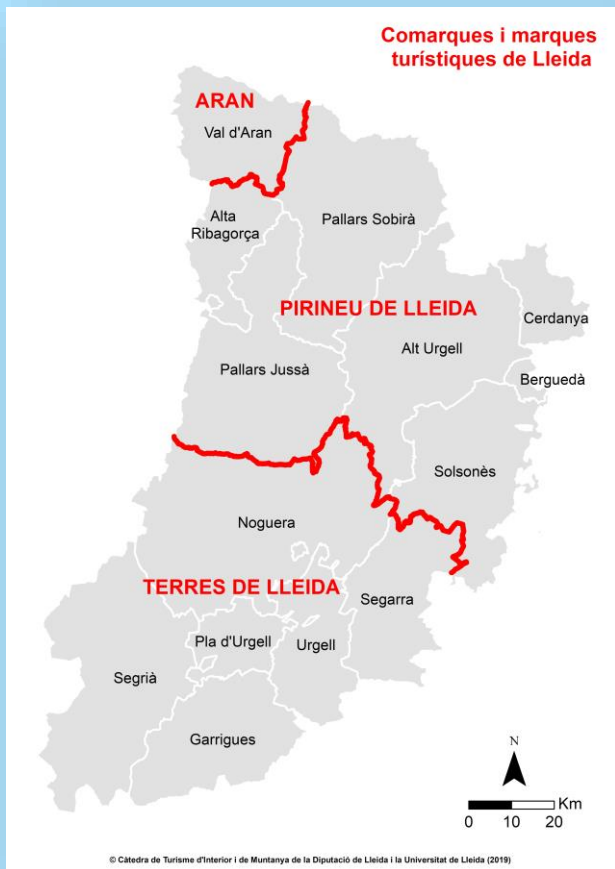 Comarques i marques
turístiques de Lleida
ARAN
Val d'Aran
Alta
Ribagorça
Pallars Sobirà
PIRINEU DE LLEIDA
Cerdanya
Alt Urgell
Pallars Jussà
Berguedà
Solsonès
Noguera
TERRES DE LLEIDA
Segarra
Pla d'Urgell
Urgell
Segrià
Garrigues
N
Km
0 10 20
© Càtedra de Turisme d'Interior i de Muntanya de la Diputació de Lleida i la Universitat de Lleida (2019)